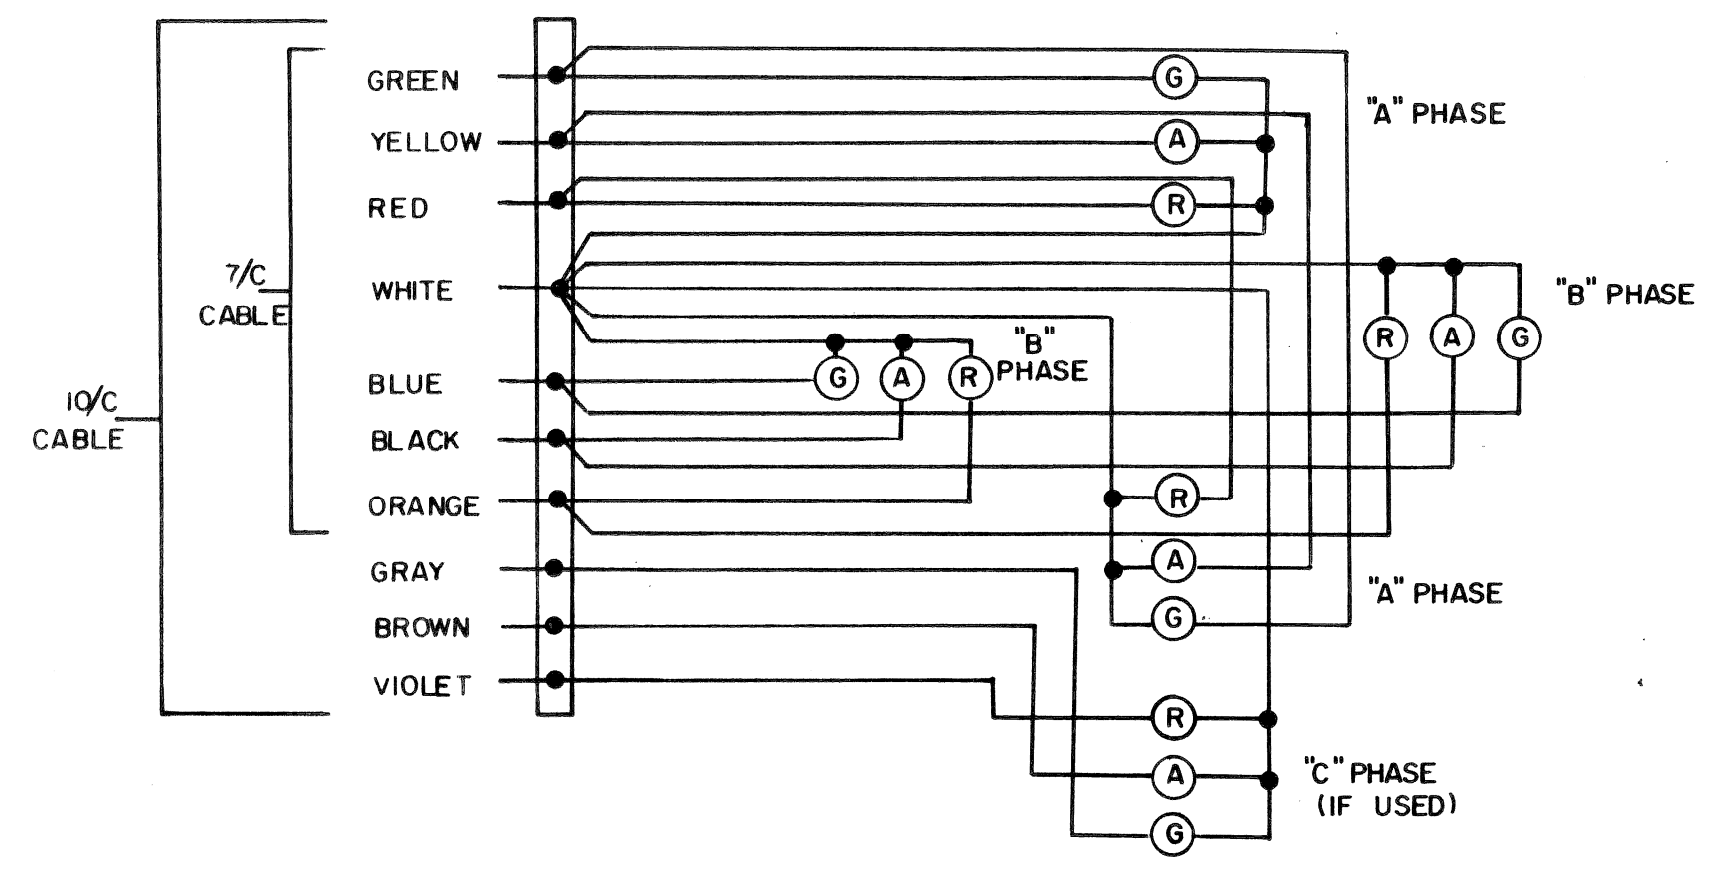 GREEN
G
"A" PHASE
YELLOW
A
RED
R
7/C
CABLE
WHITE
"B" PHASE
R
A
G
"B"
PHASE
BLUE
G
A
R
10/C
CABLE
BLACK
ORANGE
R
GRAY
A
"A" PHASE
BROWN
G
VIOLET
R
"C" PHASE
(IF USED)
A
G